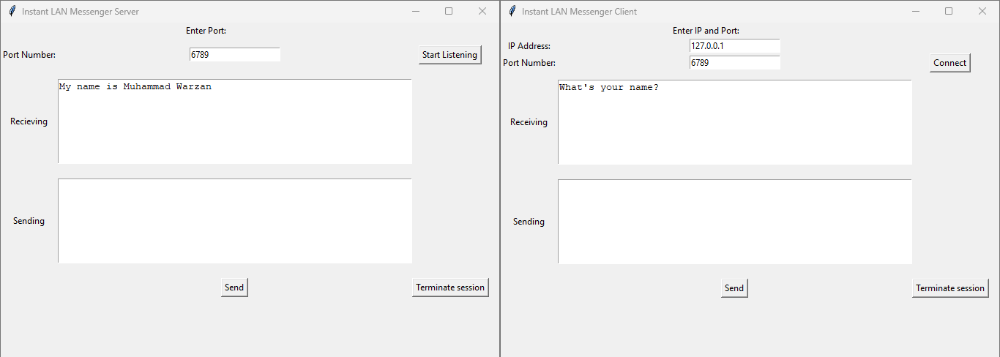 Instant LAN Messenger Server
Enter Port:
Port Number:
6789
Start Listening
My name is Muhammad Warzan
Recieving
Sending
Send
Terminate session
Instant LAN Messenger Client
Enter IP and Port:
IP Address:
127.0.0.1
Port Number:
6789
Connect
What's your name?
Receiving
Sending
Send
Terminate session